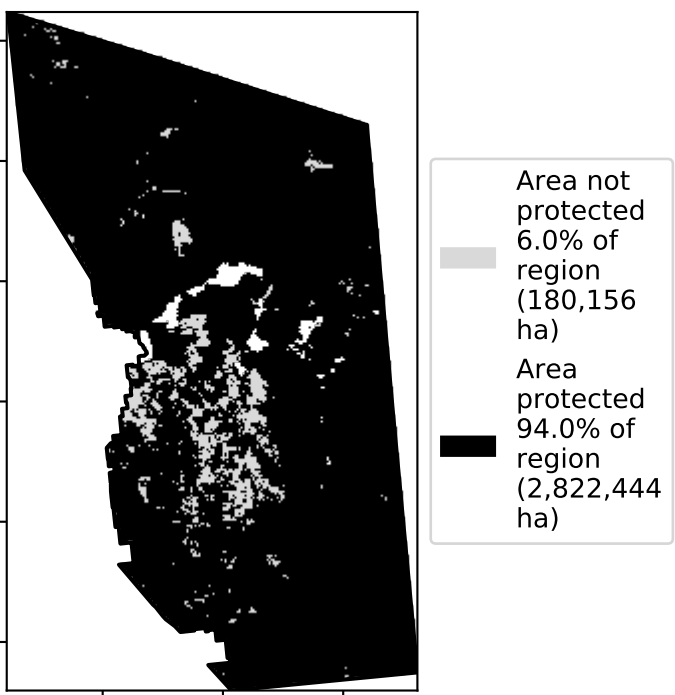 Area not
protected
6.0% of
region
(180,156
ha)
Area
protected
94.0% of
region
(2,822,444
ha)